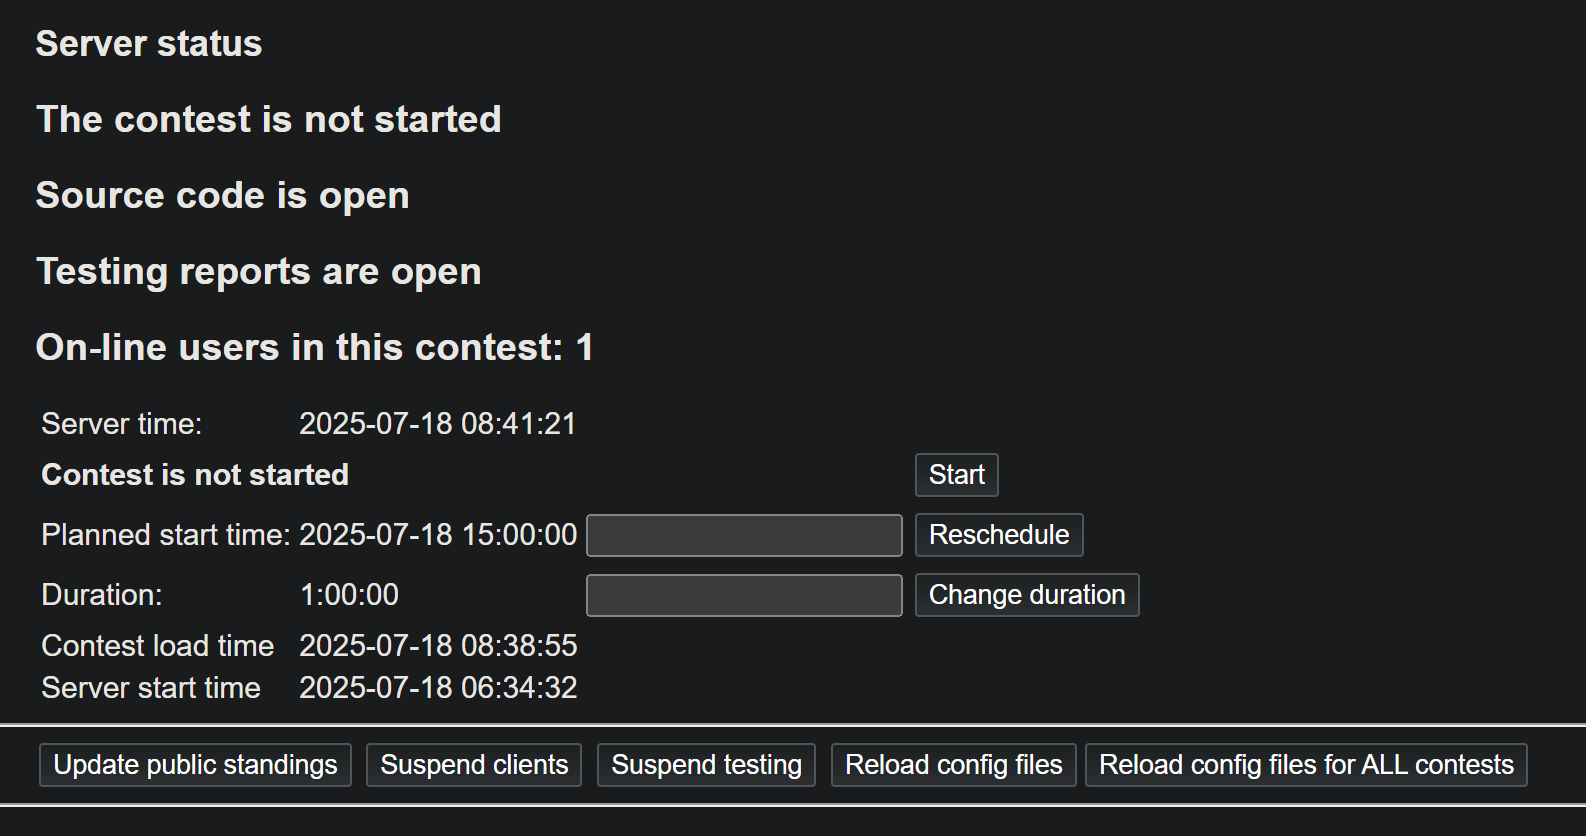 Server status
The contest is not started
Source code is open
Testing reports are open
On-line users in this contest: 1
Server time: 2025-07-18 08:41:21
Contest is not started Start
Planned start time: 2025-07-18 15:00:00 Reschedule
Duration: 1:00:00 Change duration
Contest load time 2025-07-18 08:38:55
Server start time 2025-07-18 06:34:32
Update public standings Suspend clients Suspend testing Reload config files Reload config files for ALL contests